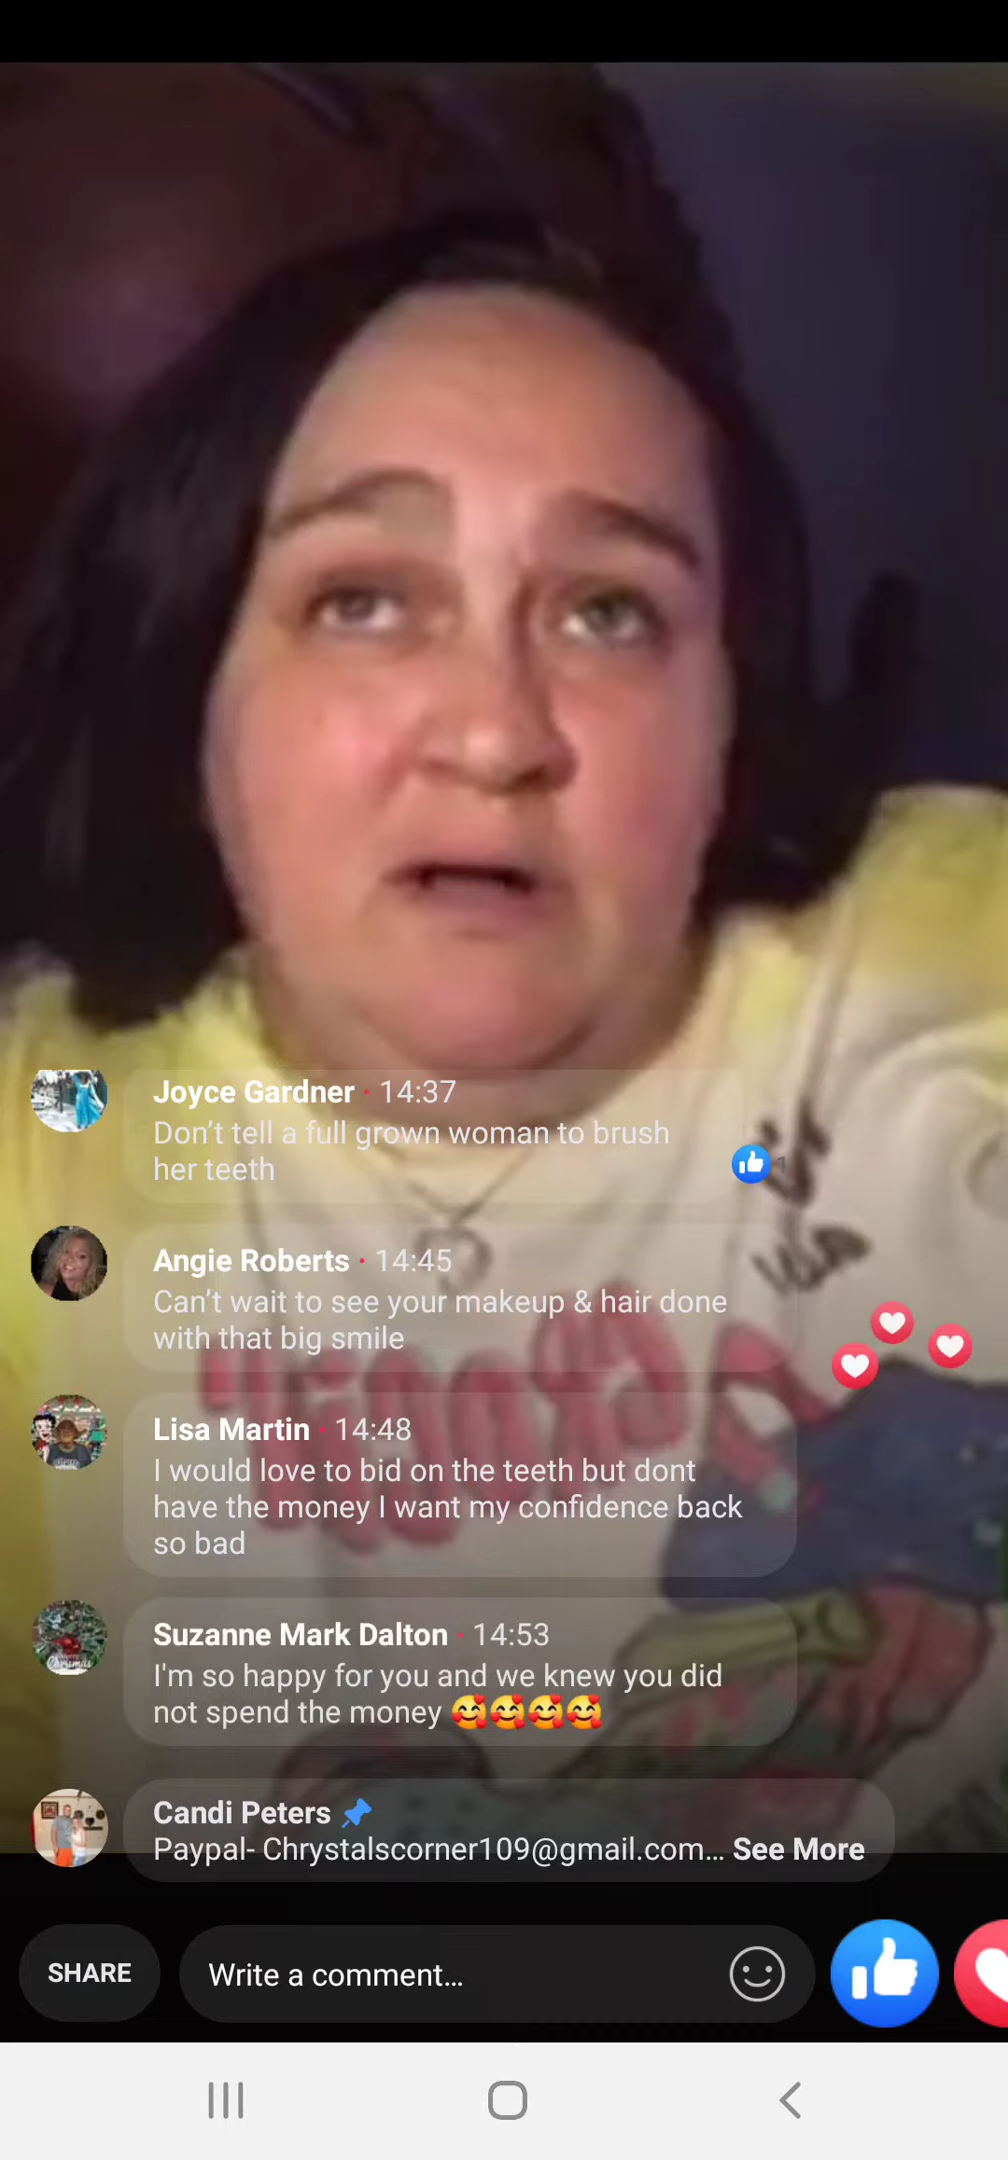 Joyce Gardner · 14:37
Don't tell a full grown woman to brush
her teeth
Angie Roberts · 14:45
Can't wait to see your makeup & hair done
with that big smile
Lisa Martin · 14:48
I would love to bid on the teeth but dont
have the money I want my confidence back
so bad
Suzanne Mark Dalton · 14:53
I'm so happy for you and we knew you did
not spend the money 🥰🥰🥰🥰
Candi Peters 📌
Paypal- Chrystalscorner109@gmail.com... See More
SHARE
Write a comment...